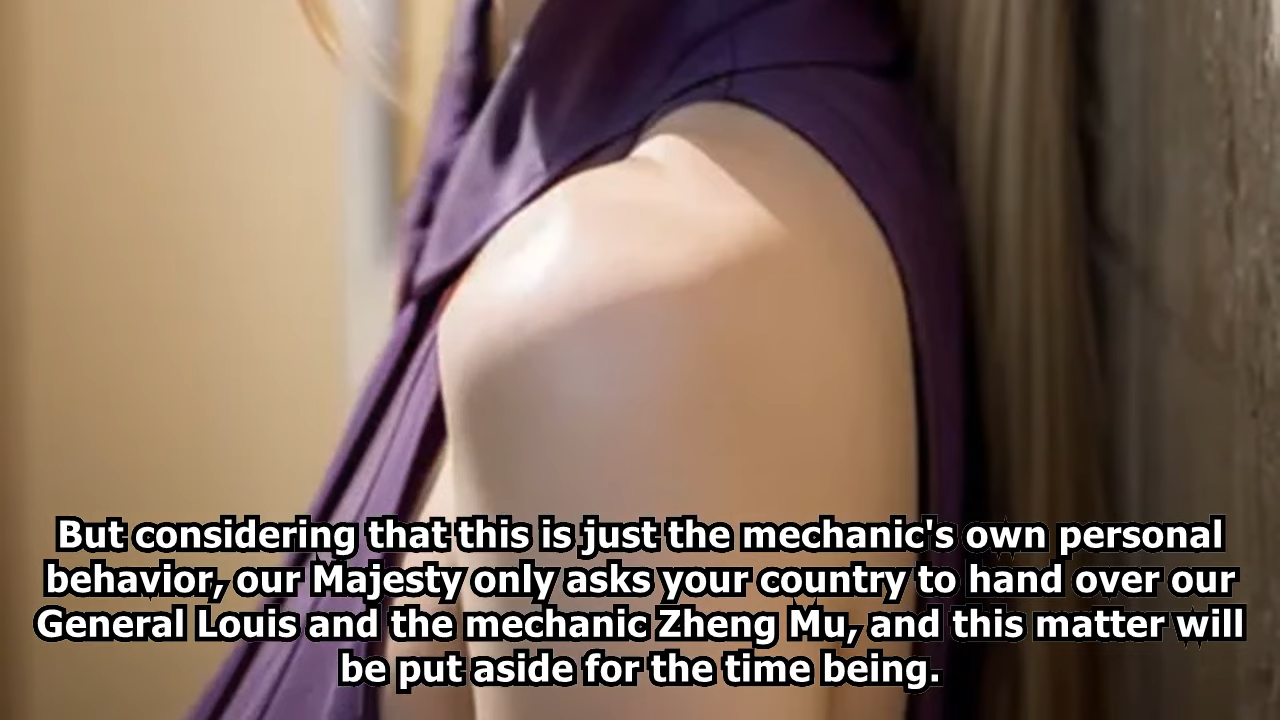 But considering that this is just the mechanic's own personal
behavior, our Majesty only asks your country to hand over our
General Louis and the mechanic Zheng Mu, and this matter will
be put aside for the time being.